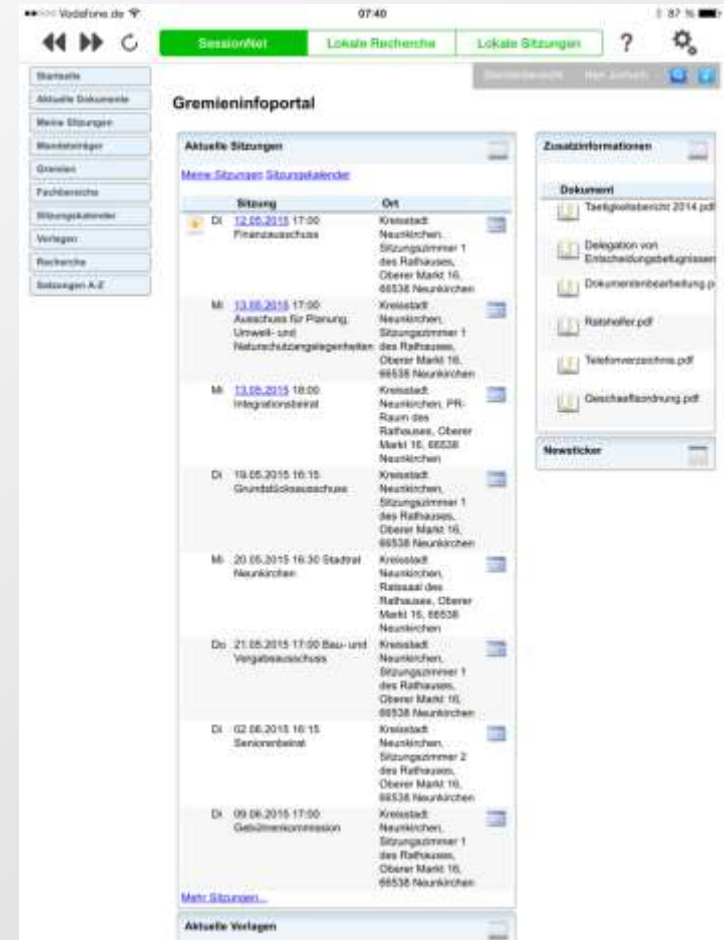 Vodafone.de
07:40
87 %
SessionNet
Lokale Recherche
Lokale Sitzungen
?
Startseite
Aktuelle Dokumente
Meine Sitzungen
Mandatsträger
Gremien
Fachbereiche
Sitzungskalender
Vorlagen
Recherche
Satzungen A-Z
Gremieninfoportal
Aktuelle Sitzungen
Meine Sitzungen Sitzungskalender
Sitzung Ort
Di 12.05.2015 17:00 Kreisstadt
Finanzausschuss Neunkirchen,
Sitzungszimmer 1
des Rathauses,
Oberer Markt 16,
66538 Neunkirchen
Mi 13.05.2015 17:00 Kreisstadt
Ausschuss für Planung, Neunkirchen,
Umwelt- und Sitzungszimmer 1
Naturschutzangelegenheiten des Rathauses,
Oberer Markt 16,
66538 Neunkirchen
Mi 13.05.2015 18:00 Kreisstadt
Integrationsbeirat Neunkirchen, PR-
Raum des
Rathauses, Oberer
Markt 16, 66538
Neunkirchen
Di 19.05.2015 16:15 Kreisstadt
Grundstücksausschuss Neunkirchen,
Sitzungszimmer 1
des Rathauses,
Oberer Markt 16,
66538 Neunkirchen
Mi 20.05.2015 16:30 Stadtrat Kreisstadt
Neunkirchen Neunkirchen,
Ratssaal des
Rathauses, Oberer
Markt 16, 66538
Neunkirchen
Do 21.05.2015 17:00 Bau- und Kreisstadt
Vergabeausschuss Neunkirchen,
Sitzungszimmer 1
des Rathauses,
Oberer Markt 16,
66538 Neunkirchen
Di 02.06.2015 16:15 Kreisstadt
Seniorenbeirat Neunkirchen,
Sitzungszimmer 2
des Rathauses,
Oberer Markt 16,
66538 Neunkirchen
Di 09.06.2015 17:00 Kreisstadt
Gebührenkommission Neunkirchen,
Sitzungszimmer 1
des Rathauses,
Oberer Markt 16,
66538 Neunkirchen
Mehr Sitzungen...
Aktuelle Vorlagen
Zusatzinformationen
Dokument
Taetigkeitsbericht 2014.pdf
Delegation von
Entscheidungsbefugnissen
Dokumentenbearbeitung.p
Ratshelfer.pdf
Telefonverzeichnis.pdf
Geschaeftsordnung.pdf
Newsticker